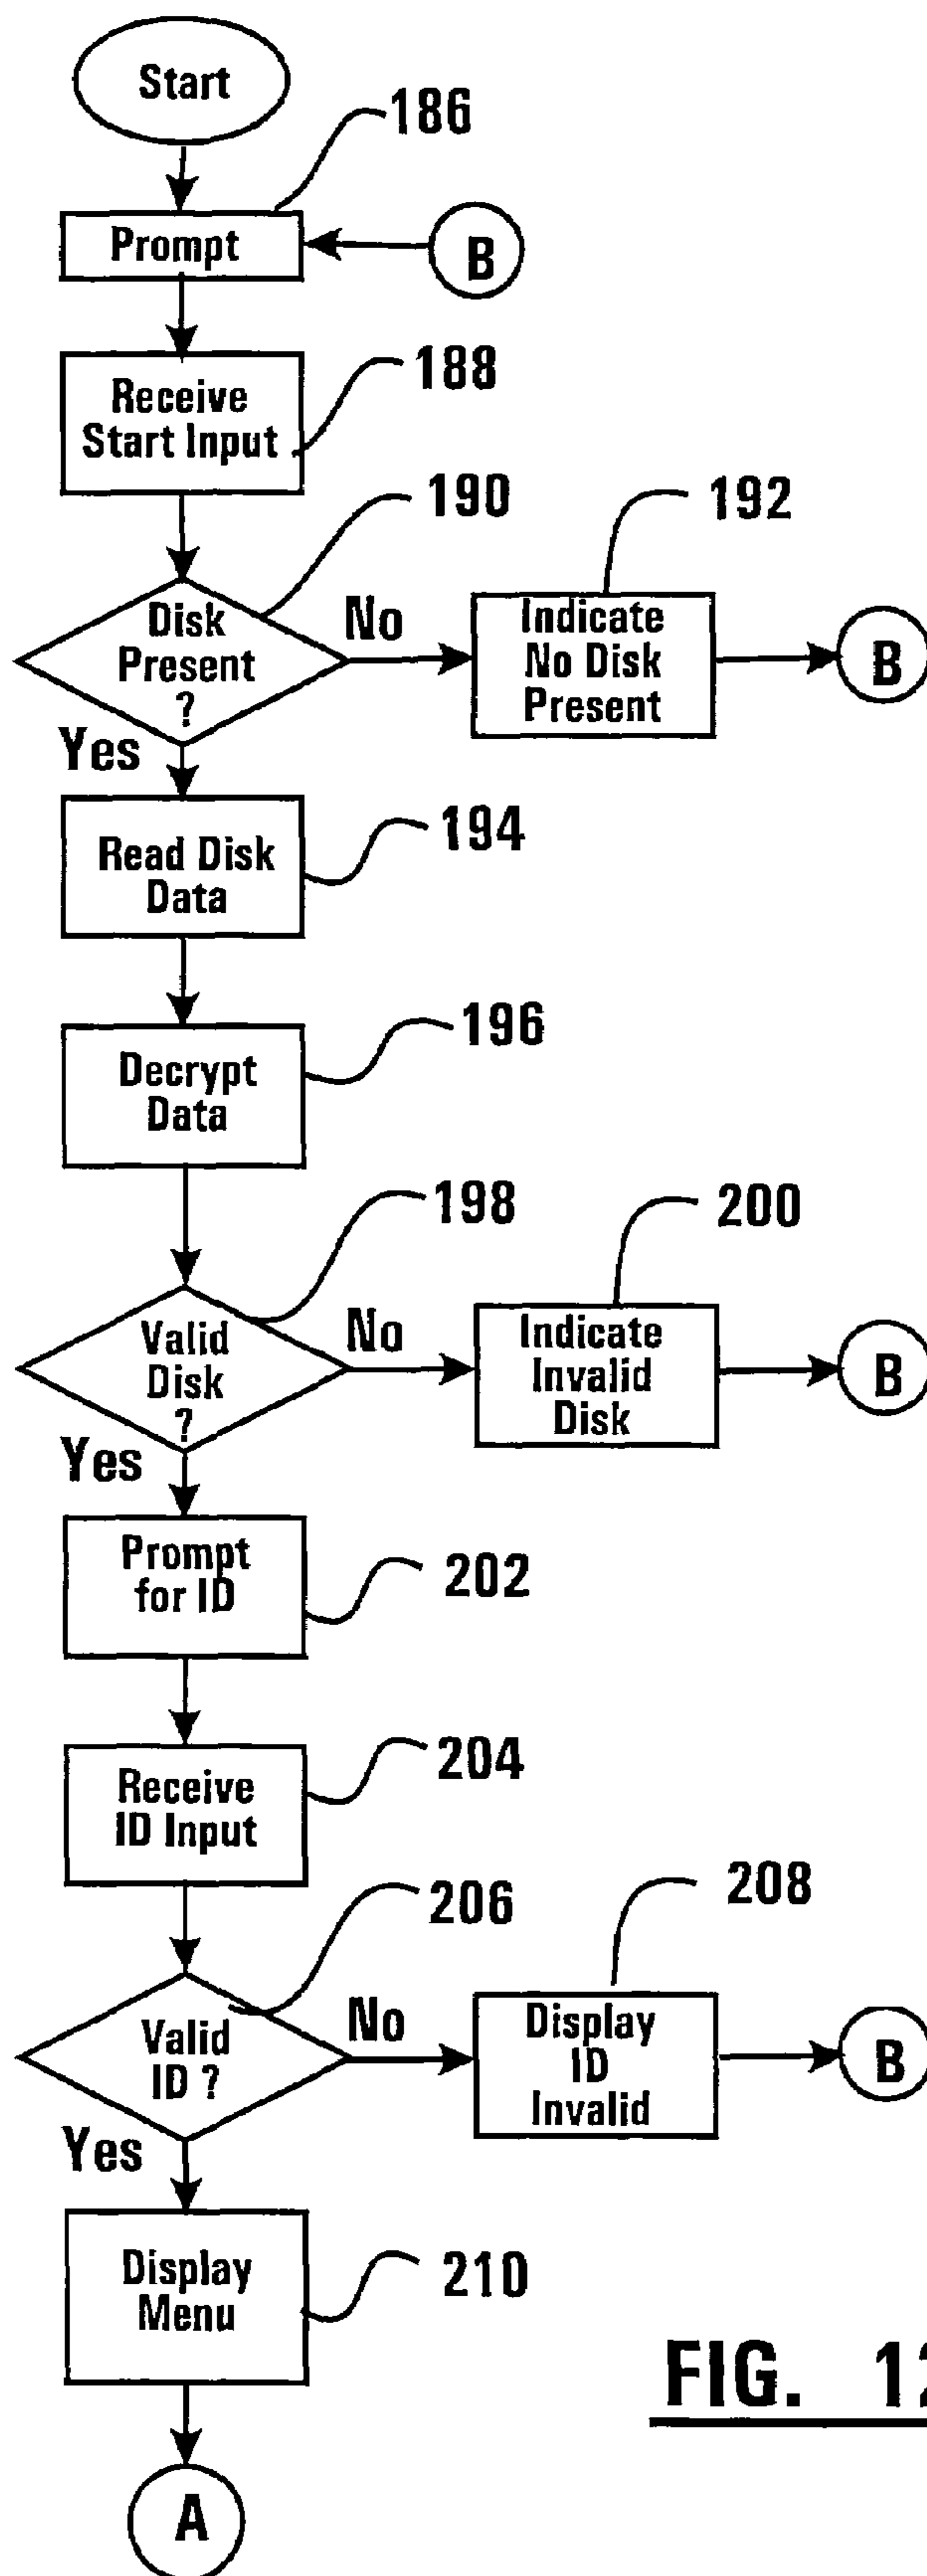 Start
186
Prompt
B
Receive
Start Input
188
190
Disk
Present
?
No
192
Indicate
No Disk
Present
B
Yes
Read Disk
Data
194
Decrypt
Data
196
198
Valid
Disk
?
No
200
Indicate
Invalid
Disk
B
Yes
Prompt
for ID
202
Receive
ID Input
204
206
Valid
ID ?
No
208
Display
ID
Invalid
B
Yes
Display
Menu
210
FIG. 12
A